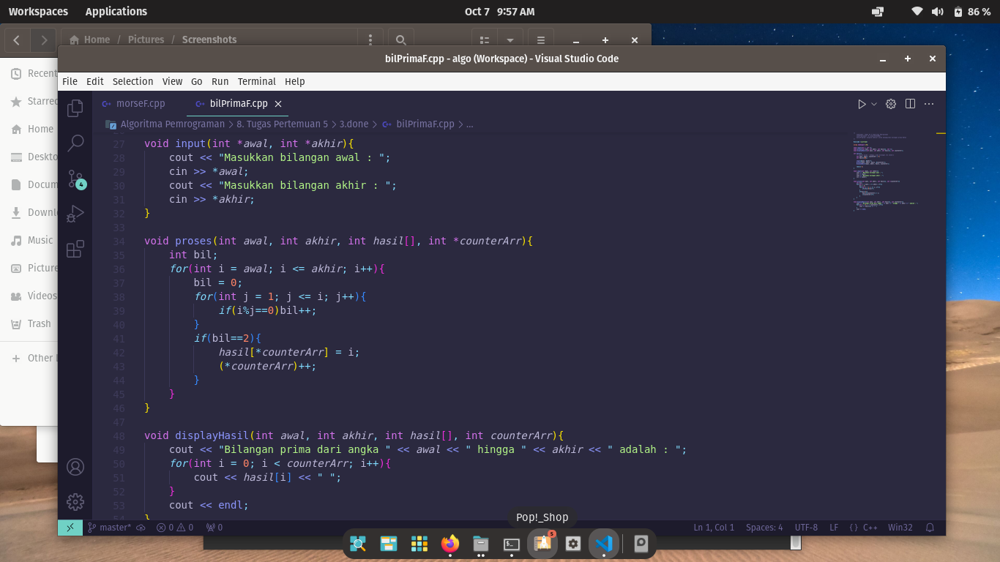 Workspaces Applications Oct 7 9:57 AM 86 %
Home / Pictures / Screenshots
Recent
Starred
Home
Deskto
Docum
Downl
Music
Picture
Videos
Trash
+ Other
bilPrimaF.cpp - algo (Workspace) - Visual Studio Code
File Edit Selection View Go Run Terminal Help
morseF.cpp bilPrimaF.cpp
Algoritma Pemrograman > 8. Tugas Pertemuan 5 > 3.done > bilPrimaF.cpp > ...
4
27 void input(int *awal, int *akhir){
28 cout << "Masukkan bilangan awal : ";
29 cin >> *awal;
30 cout << "Masukkan bilangan akhir : ";
31 cin >> *akhir;
32 }
33
34 void proses(int awal, int akhir, int hasil[], int *counterArr){
35 int bil;
36 for(int i = awal; i <= akhir; i++){
37 bil = 0;
38 for(int j = 1; j <= i; j++){
39 if(i%j==0)bil++;
40 }
41 if(bil==2){
42 hasil[*counterArr] = i;
43 (*counterArr)++;
44 }
45 }
46 }
47
48 void displayHasil(int awal, int akhir, int hasil[], int counterArr){
49 cout << "Bilangan prima dari angka " << awal << " hingga " << akhir << " adalah : ";
50 for(int i = 0; i < counterArr; i++){
51 cout << hasil[i] << " ";
52 }
53 cout << endl;
54 }
Pop!_Shop
master* 0 0 0 Ln 1, Col 1 Spaces: 4 UTF-8 LF {} C++ Win32
5